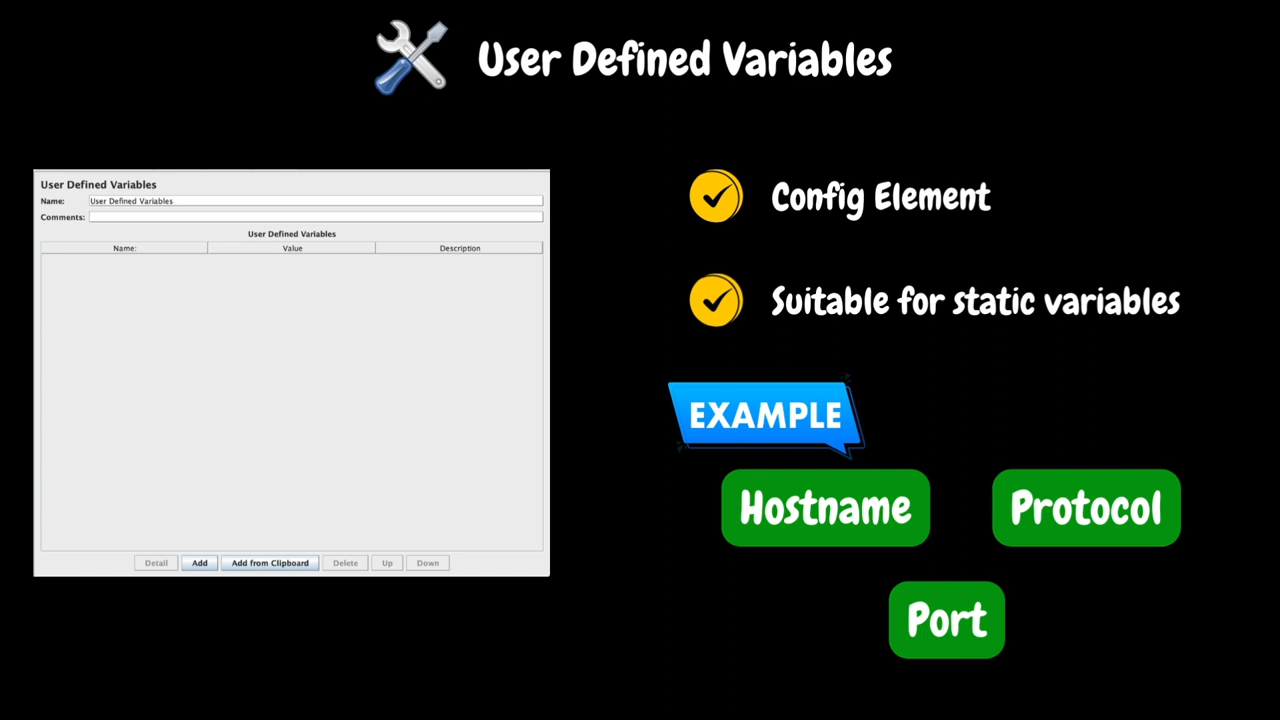 User Defined Variables
User Defined Variables
Name: User Defined Variables
Comments:
User Defined Variables
Name: Value Description
Detail Add Add from Clipboard Delete Up Down
Config Element
Suitable for static variables
EXAMPLE
Hostname Protocol
Port